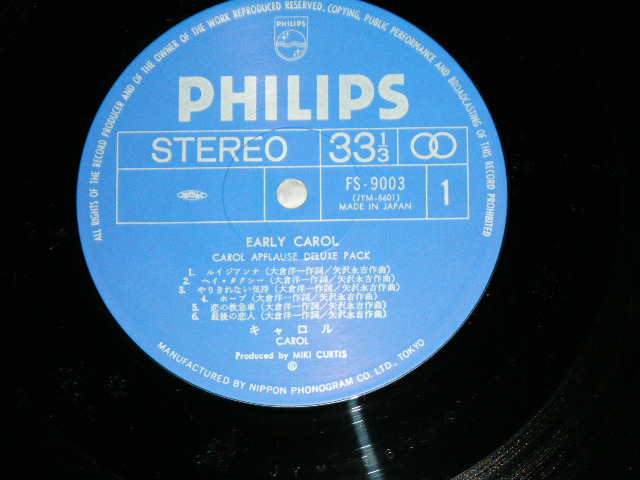 ALL RIGHTS OF THE RECORD PRODUCER AND OF THE OWNER OF THE WORK REPRODUCED RESERVED. COPYING, PUBLIC PERFORMANCE AND BROADCASTING OF THIS RECORD PROHIBITED
PHILIPS
PHILIPS
STEREO 33 1/3
FS-9003
(JYM-5601)
MADE IN JAPAN
1
EARLY CAROL
CAROL APPLAUSE DELUXE PACK
1. ルイジアンナ (大倉洋一作詞/矢沢永吉作曲)
2. ヘイ・タクシー (大倉洋一作詞/矢沢永吉作曲)
3. やりきれない気持 (大倉洋一作詞/矢沢永吉作曲)
4. ホープ (大倉洋一作詞/矢沢永吉作曲)
5. 恋の救急車 (大倉洋一作詞/矢沢永吉作曲)
6. 最後の恋人 (大倉洋一作詞/矢沢永吉作曲)
キャロル
CAROL
Produced by MIKI CURTIS
Ⓟ
MANUFACTURED BY NIPPON PHONOGRAM CO. LTD., TOKYO